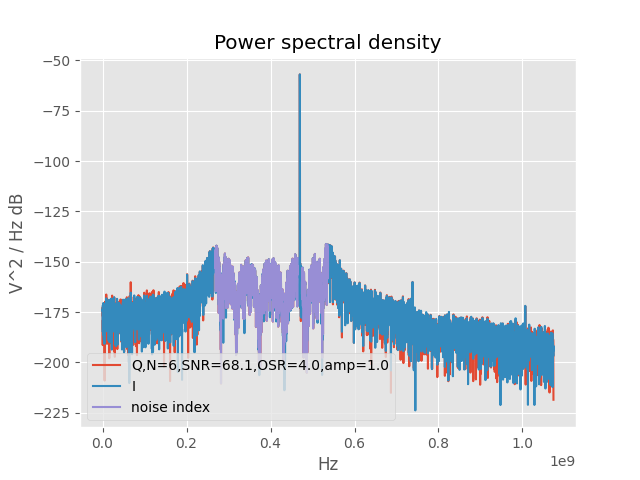 Power spectral density
V^2 / Hz dB
−50
−75
−100
−125
−150
−175
−200
−225
Q,N=6,SNR=68.1,OSR=4.0,amp=1.0
noise index
0.0 0.2 0.4 0.6 0.8 1.0
1e9
Hz